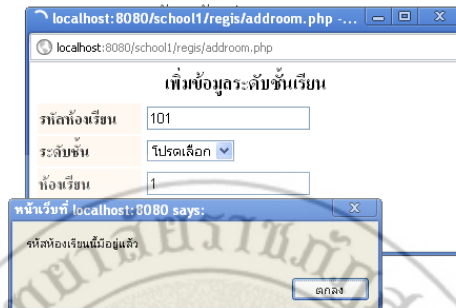 localhost:8080/school1/regis/addroom.php -...
localhost:8080/school1/regis/addroom.php
เพิ่มข้อมูลระดับชั้นเรียน
รหัสห้องเรียน 101
ระดับชั้น โปรดเลือก
ห้องเรียน 1
หน้าเว็บที่ localhost:8080 says: X
รหัสห้องเรียนนี้มีอยู่แล้ว
ตกลง